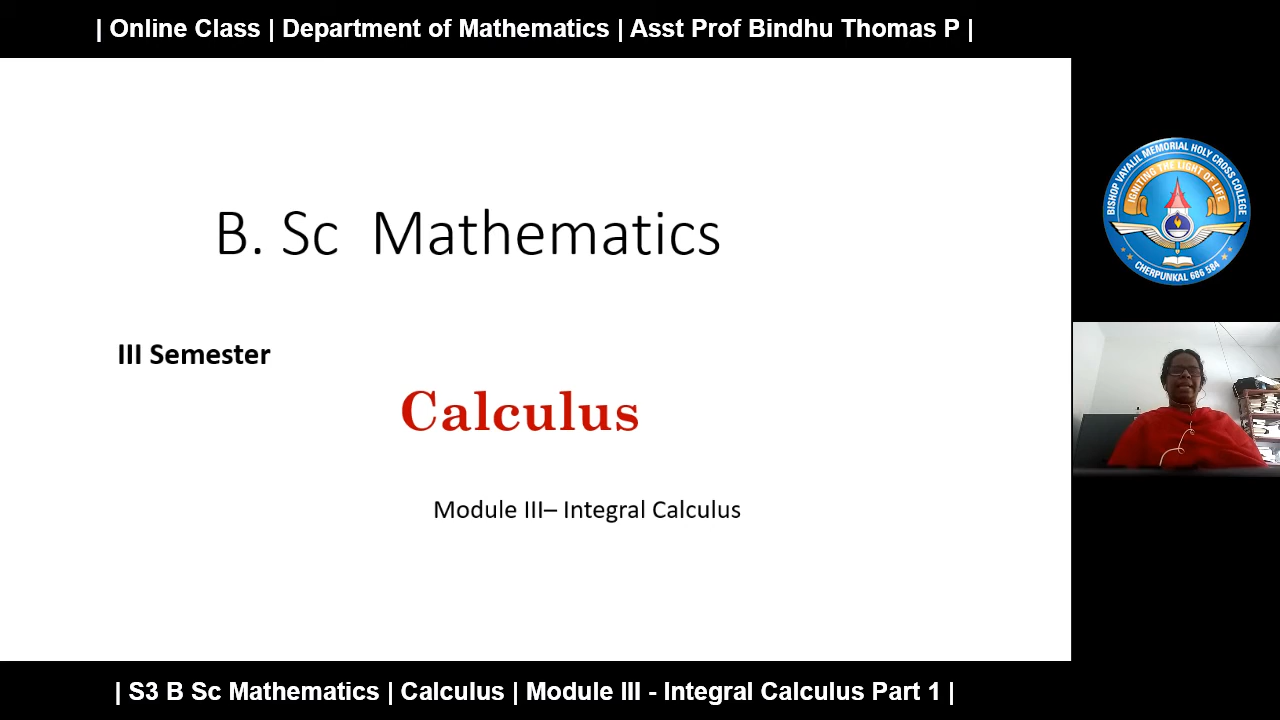 | Online Class | Department of Mathematics | Asst Prof Bindhu Thomas P |
B. Sc Mathematics
III Semester
Calculus
Module III– Integral Calculus
BISHOP VAYALIL MEMORIAL HOLY CROSS COLLEGE
IGNITING THE LIGHT OF LIFE
CHERPUNKAL 686 584
| S3 B Sc Mathematics | Calculus | Module III - Integral Calculus Part 1 |